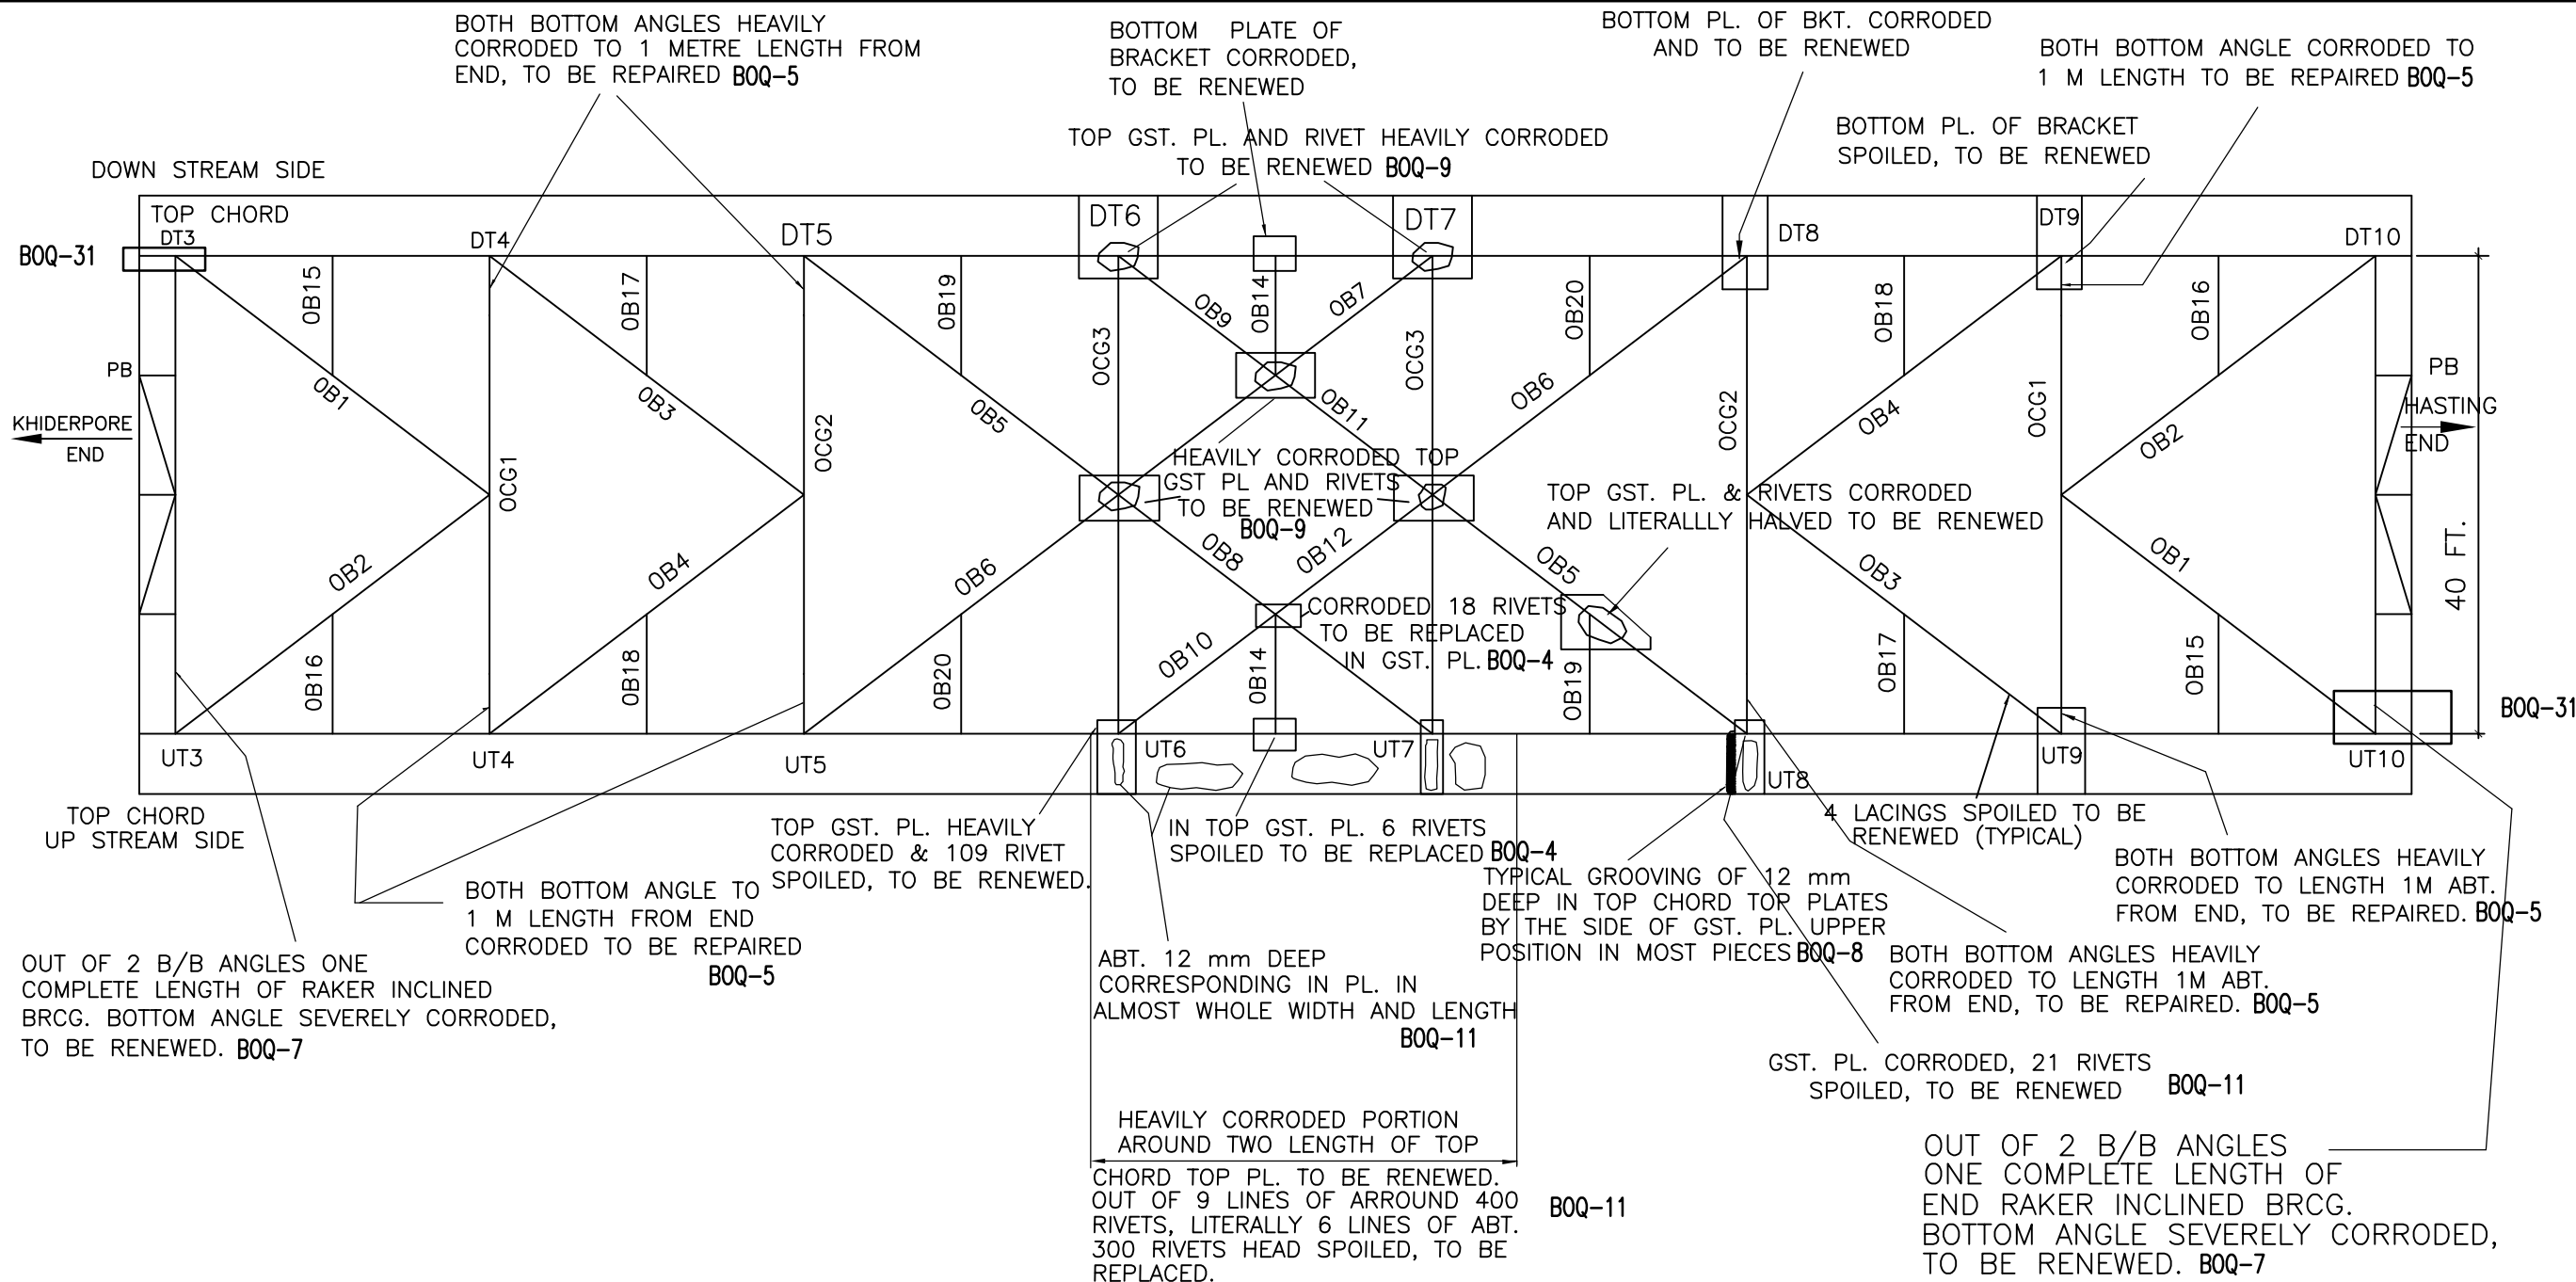 BOTH BOTTOM ANGLES HEAVILY
CORRODED TO 1 METRE LENGTH FROM
END, TO BE REPAIRED BOQ-5
BOTTOM PLATE OF
BRACKET CORRODED,
TO BE RENEWED
BOTTOM PL. OF BKT. CORRODED
AND TO BE RENEWED
BOTH BOTTOM ANGLE CORRODED TO
1 M LENGTH TO BE REPAIRED BOQ-5
TOP GST. PL. AND RIVET HEAVILY CORRODED
TO BE RENEWED BOQ-9
BOTTOM PL. OF BRACKET
SPOILED, TO BE RENEWED
DOWN STREAM SIDE
TOP CHORD
DT3
DT4
DT5
DT6
DT7
DT8
DT9
DT10
BOQ-31
OB15
OB17
OB19
OB9
OB14
OB7
OB20
OB18
OB16
OCG3
OCG3
PB
PB
KHIDERPORE
END
HASTING
END
OB1
OB3
OB5
OB11
OB6
OB4
OB2
OCG1
OCG2
OCG2
OCG1
HEAVILY CORRODED TOP
GST PL AND RIVETS
TO BE RENEWED
BOQ-9
TOP GST. PL. & RIVETS CORRODED
AND LITERALLLY HALVED TO BE RENEWED
40 FT.
OB2
OB4
OB6
OB8
OB12
OB5
OB3
OB1
CORRODED 18 RIVETS
TO BE REPLACED
IN GST. PL. BOQ-4
OB16
OB18
OB20
OB10
OB14
OB19
OB17
OB15
BOQ-31
UT3
UT4
UT5
UT6
UT7
UT8
UT9
UT10
TOP CHORD
UP STREAM SIDE
TOP GST. PL. HEAVILY
CORRODED & 109 RIVET
SPOILED, TO BE RENEWED.
IN TOP GST. PL. 6 RIVETS
SPOILED TO BE REPLACED BOQ-4
4 LACINGS SPOILED TO BE
RENEWED (TYPICAL)
TYPICAL GROOVING OF 12 mm
DEEP IN TOP CHORD TOP PLATES
BY THE SIDE OF GST. PL. UPPER
POSITION IN MOST PIECES BOQ-8
BOTH BOTTOM ANGLES HEAVILY
CORRODED TO LENGTH 1M ABT.
FROM END, TO BE REPAIRED. BOQ-5
BOTH BOTTOM ANGLE TO
1 M LENGTH FROM END
CORRODED TO BE REPAIRED
BOQ-5
OUT OF 2 B/B ANGLES ONE
COMPLETE LENGTH OF RAKER INCLINED
BRCG. BOTTOM ANGLE SEVERELY CORRODED,
TO BE RENEWED. BOQ-7
ABT. 12 mm DEEP
CORRESPONDING IN PL. IN
ALMOST WHOLE WIDTH AND LENGTH
BOQ-11
BOTH BOTTOM ANGLES HEAVILY
CORRODED TO LENGTH 1M ABT.
FROM END, TO BE REPAIRED. BOQ-5
GST. PL. CORRODED, 21 RIVETS
SPOILED, TO BE RENEWED BOQ-11
HEAVILY CORRODED PORTION
AROUND TWO LENGTH OF TOP
CHORD TOP PL. TO BE RENEWED.
OUT OF 9 LINES OF ARROUND 400
RIVETS, LITERALLY 6 LINES OF ABT.
300 RIVETS HEAD SPOILED, TO BE
REPLACED.
BOQ-11
OUT OF 2 B/B ANGLES
ONE COMPLETE LENGTH OF
END RAKER INCLINED BRCG.
BOTTOM ANGLE SEVERELY CORRODED,
TO BE RENEWED. BOQ-7